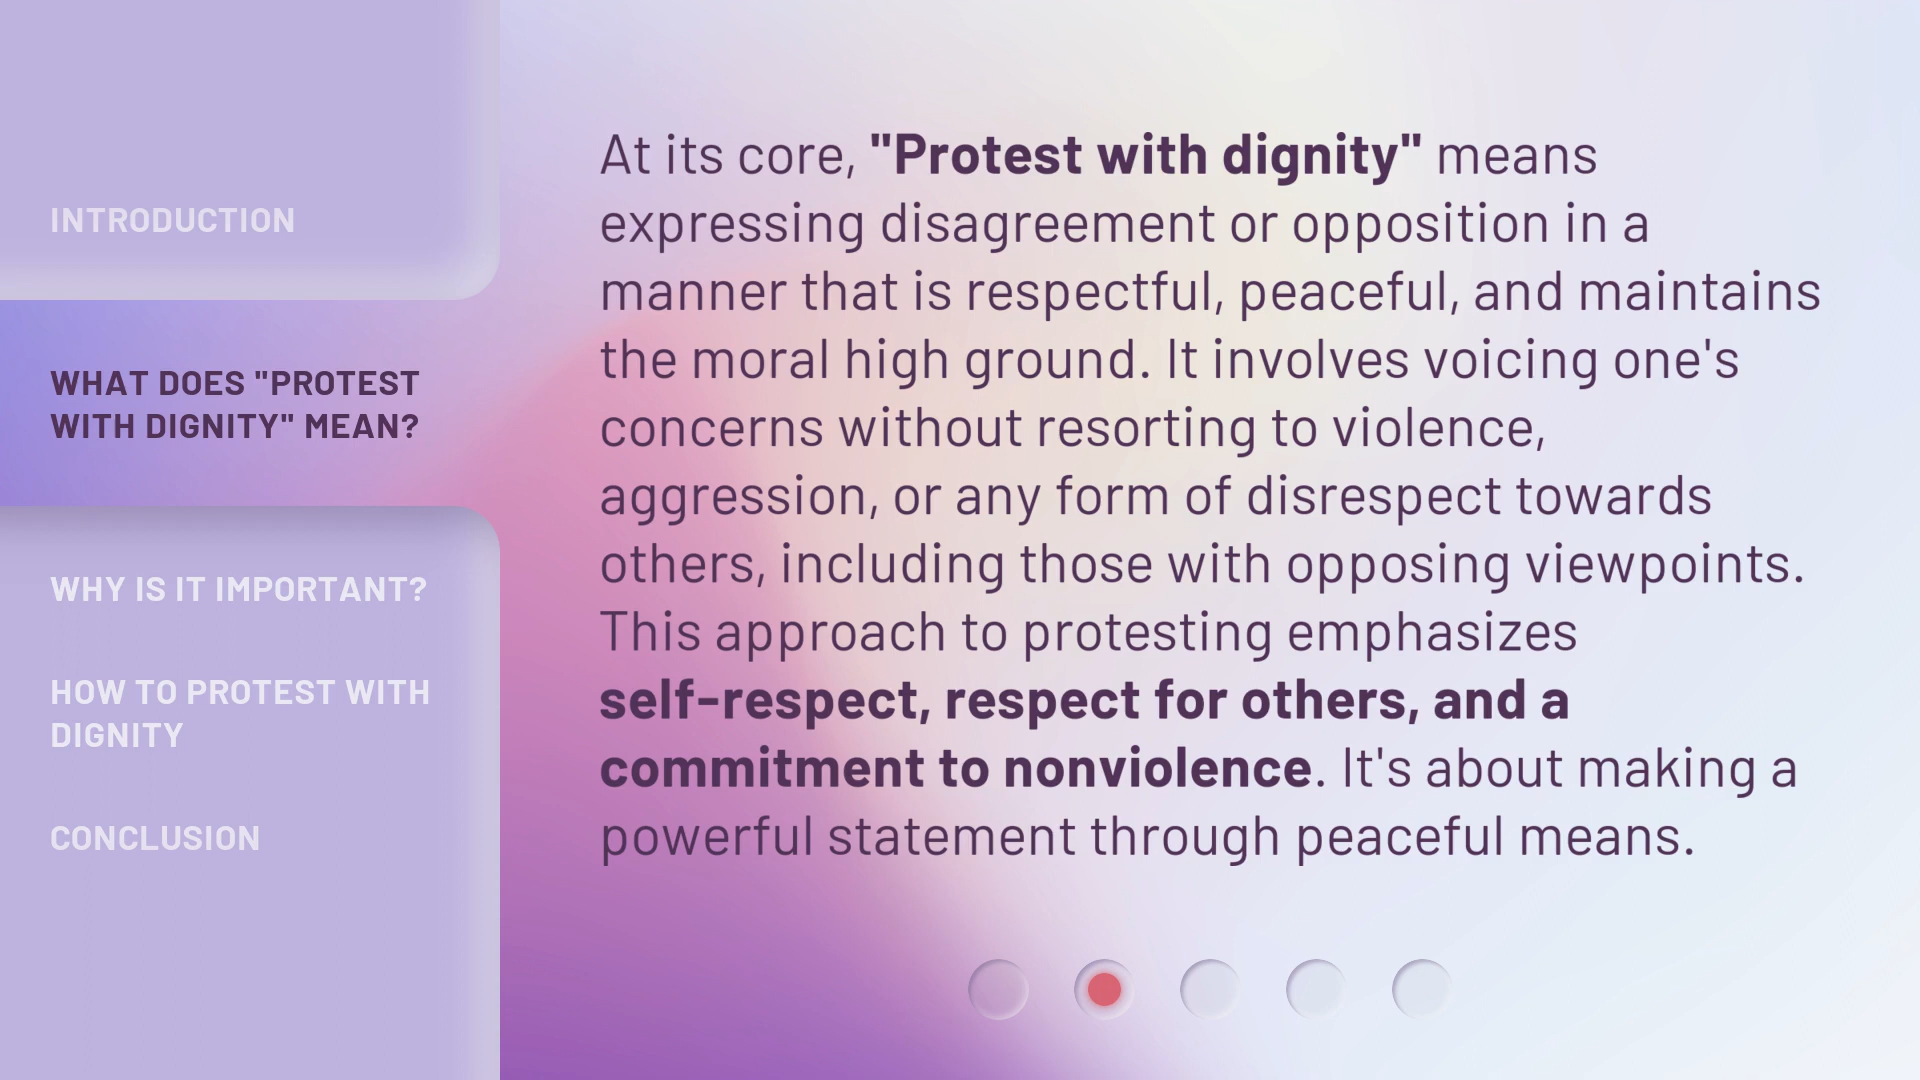 INTRODUCTION
WHAT DOES "PROTEST
WITH DIGNITY" MEAN?
WHY IS IT IMPORTANT?
HOW TO PROTEST WITH
DIGNITY
CONCLUSION
At its core, "Protest with dignity" means
expressing disagreement or opposition in a
manner that is respectful, peaceful, and maintains
the moral high ground. It involves voicing one's
concerns without resorting to violence,
aggression, or any form of disrespect towards
others, including those with opposing viewpoints.
This approach to protesting emphasizes
self-respect, respect for others, and a
commitment to nonviolence. It's about making a
powerful statement through peaceful means.